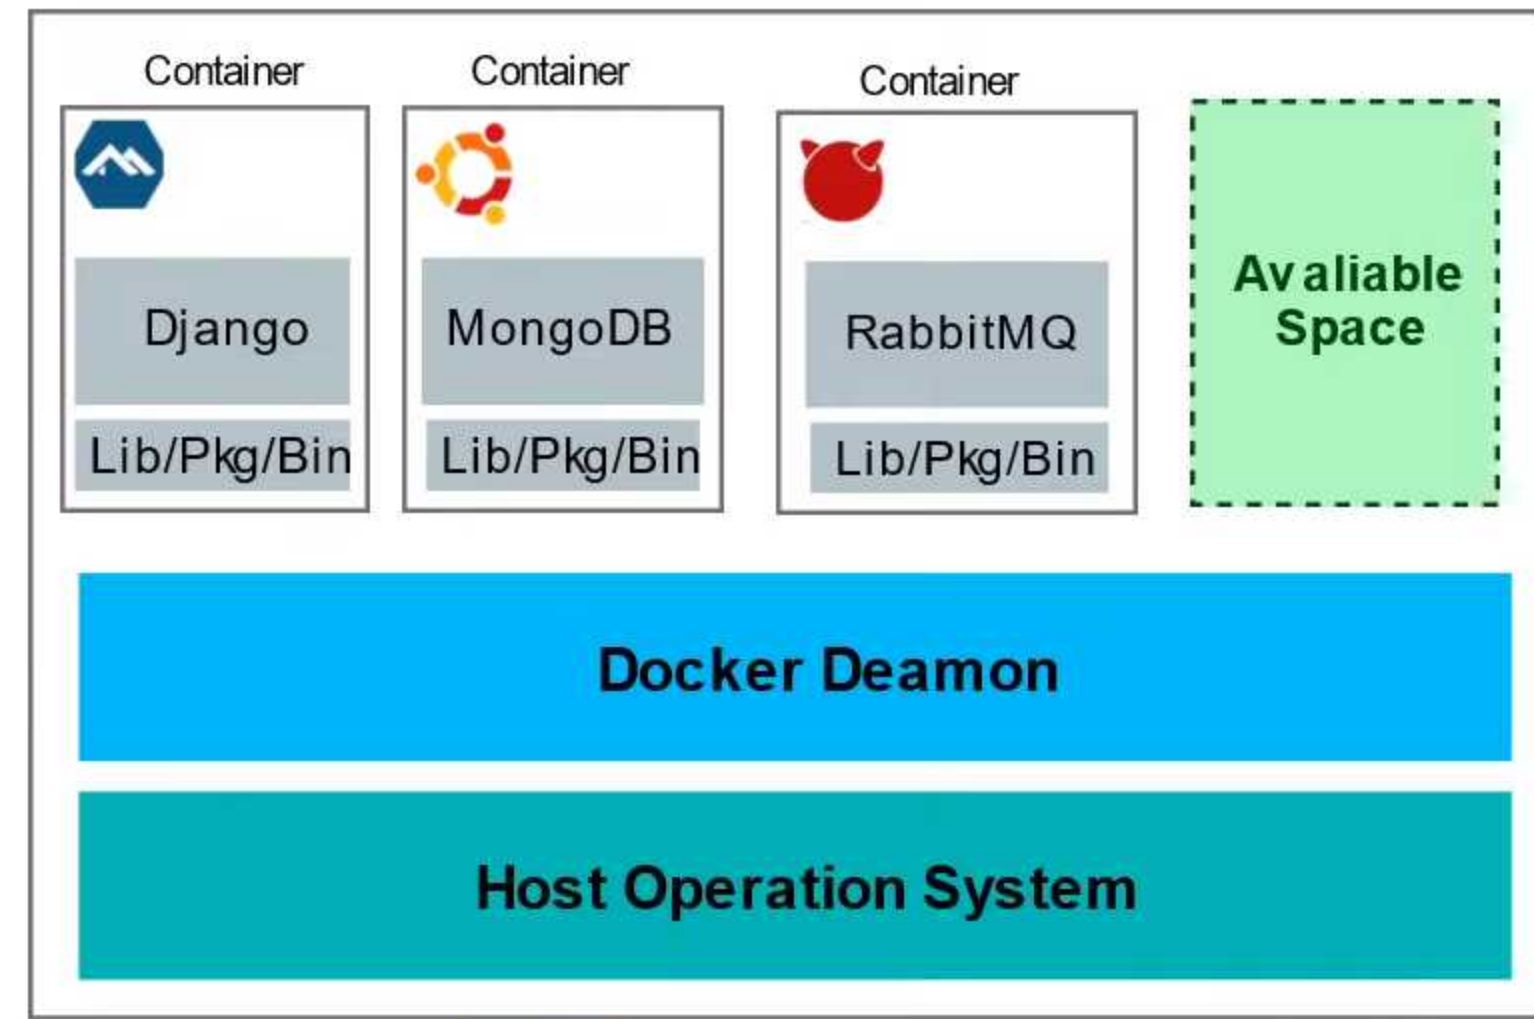 Container
Container
Container
Django
MongoDB
RabbitMQ
Avaliable
Space
Lib/Pkg/Bin
Lib/Pkg/Bin
Lib/Pkg/Bin
Docker Deamon
Host Operation System